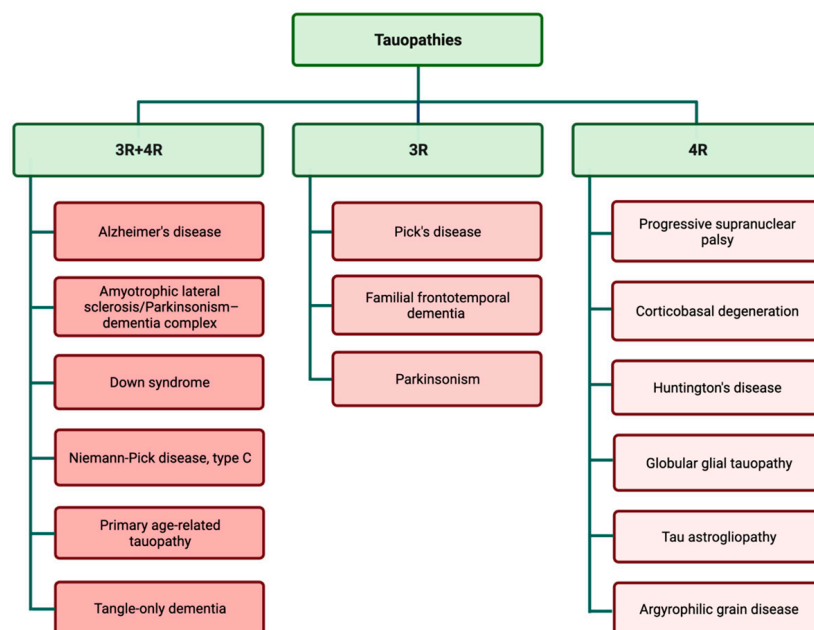 Tauopathies
3R+4R
Alzheimer's disease
Amyotrophic lateral
sclerosis/Parkinsonism–
dementia complex
Down syndrome
Niemann-Pick disease, type C
Primary age-related
tauopathy
Tangle-only dementia
3R
Pick's disease
Familial frontotemporal
dementia
Parkinsonism
4R
Progressive supranuclear
palsy
Corticobasal degeneration
Huntington's disease
Globular glial tauopathy
Tau astrogliopathy
Argyrophilic grain disease